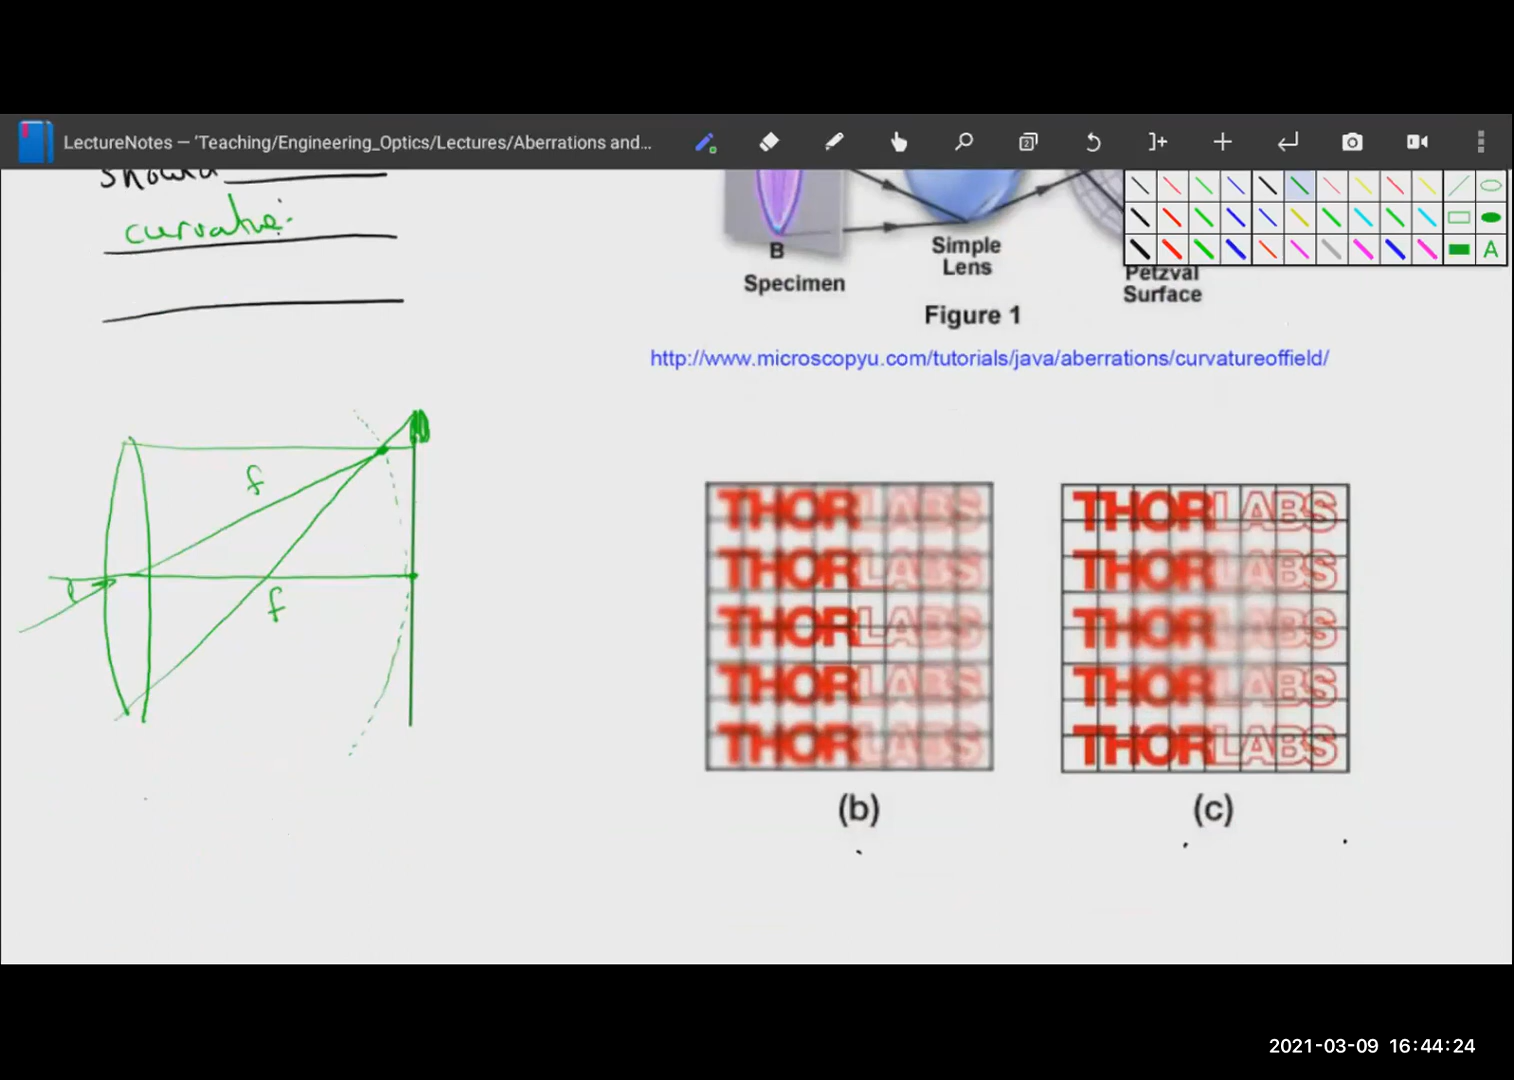 LectureNotes — 'Teaching/Engineering_Optics/Lectures/Aberrations and...
should
curvature.
B
Specimen
Simple
Lens
Petzval
Surface
Figure 1
http://www.microscopyu.com/tutorials/java/aberrations/curvatureoffield/
f
f
THORLABS
THORLABS
THORLABS
THORLABS
THORLABS
(b)
THORLABS
THORLABS
THORLABS
THORLABS
THORLABS
(c)
A
2021-03-09 16:44:24